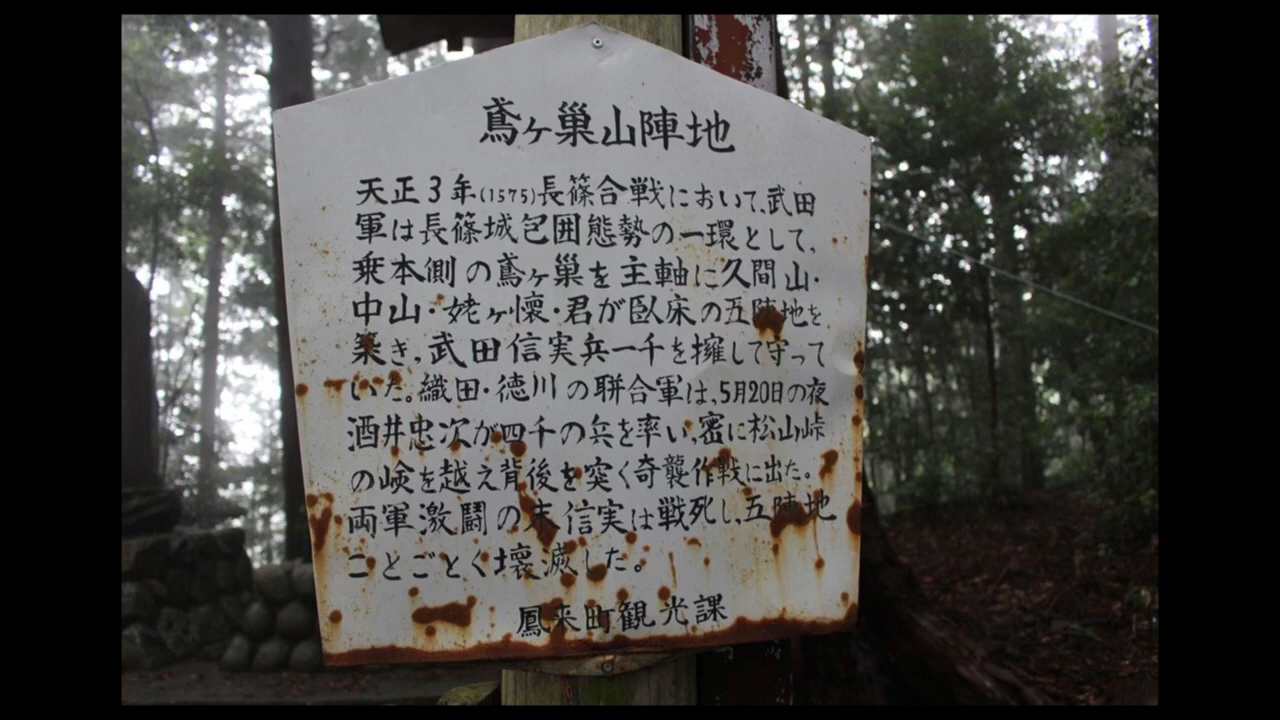 鳶ヶ巣山陣地
天正3年(1575)長篠合戦において、武田
軍は長篠城包囲態勢の一環として、
乗本側の鳶ヶ巣を主軸に久間山・
中山・姥ヶ懐・君が臥床の五陣地を
築き、武田信実兵一千を擁して守って
いた。織田・徳川の聯合軍は、5月20日の夜
酒井忠次が四千の兵を率い、密に松山峠
の嶮を越え背後を突く奇襲作戦に出た。
両軍激闘の末信実は戦死し、五陣地
ことごとく壊滅した。
鳳来町観光課